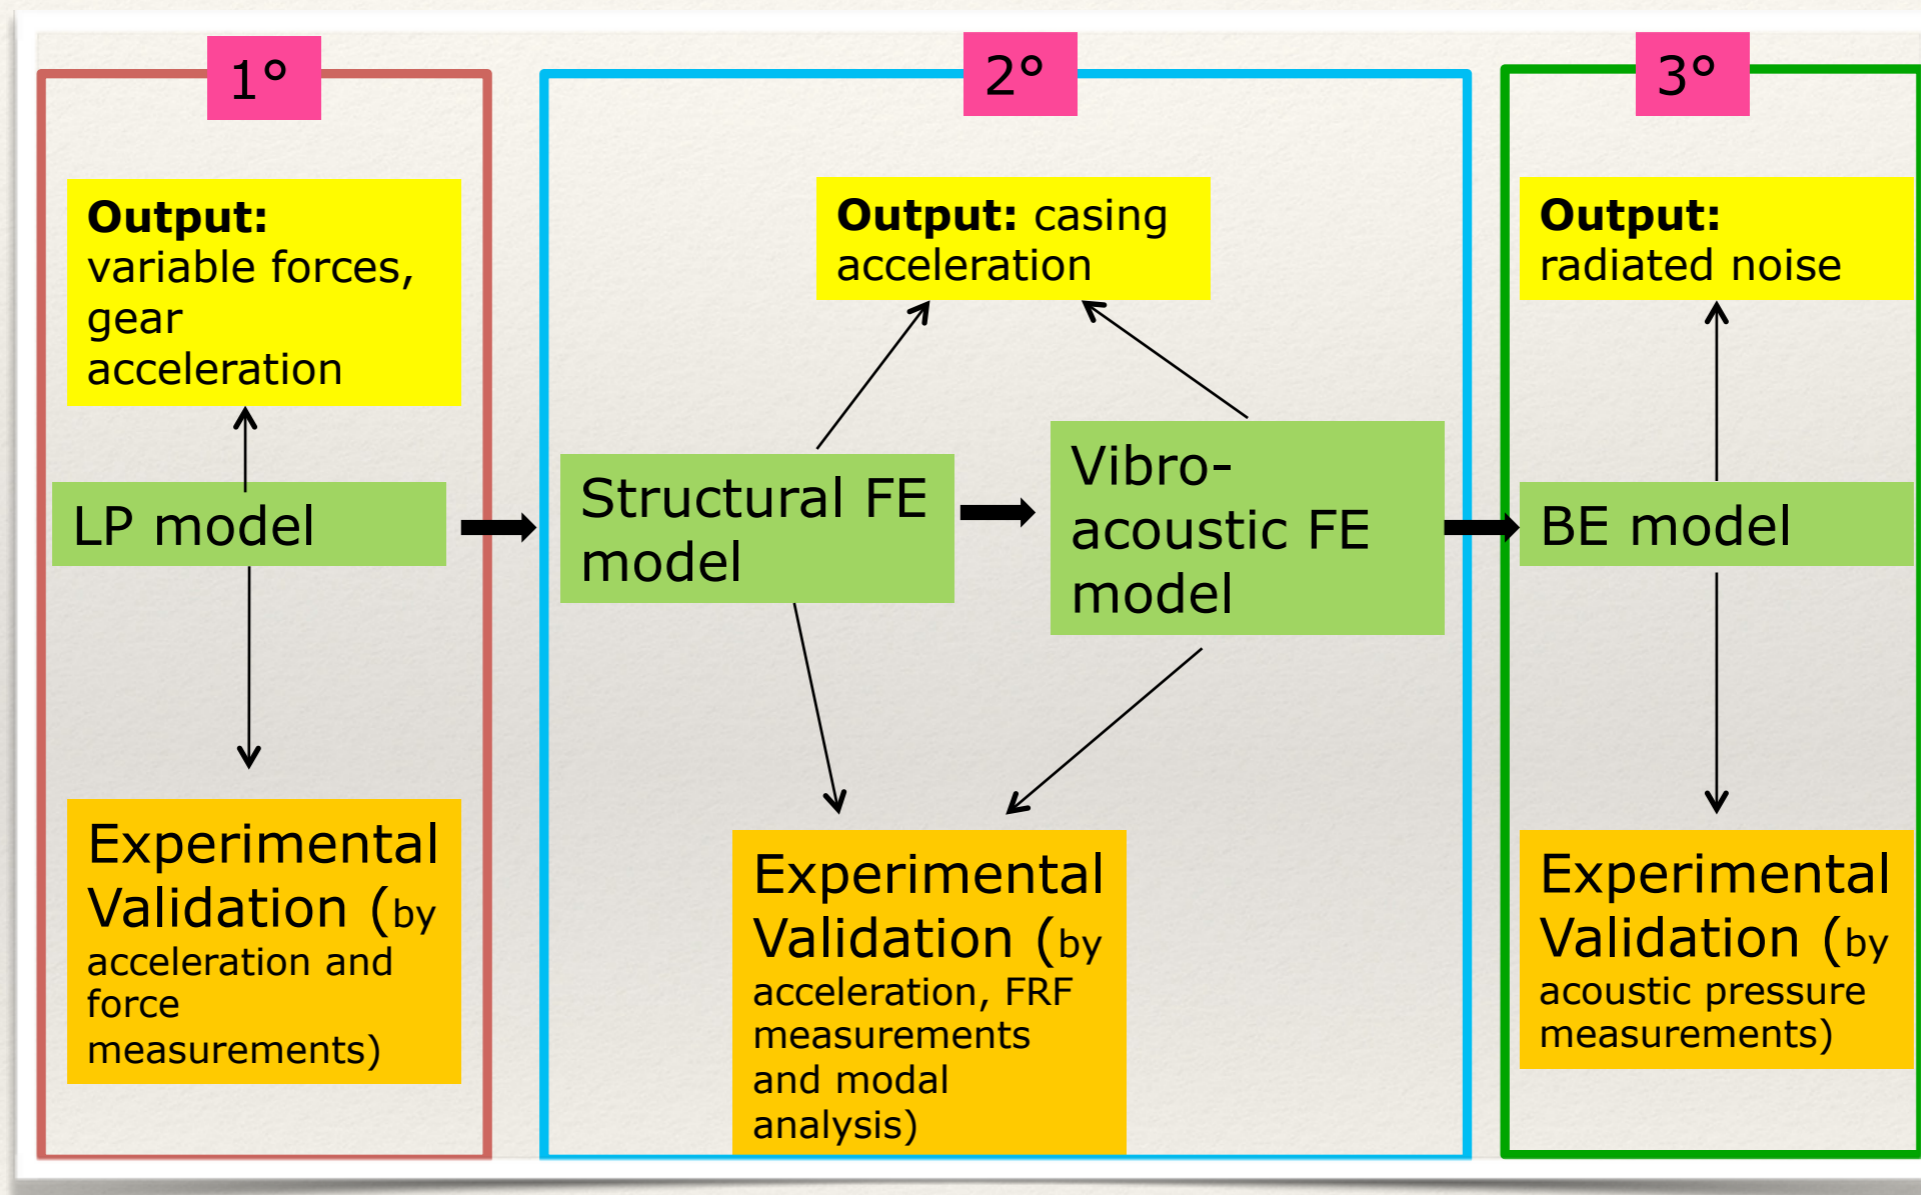 1°
Output:
variable forces,
gear
acceleration
LP model
Experimental
Validation (by
acceleration and
force
measurements)
2°
Output: casing
acceleration
Structural FE
model
Vibro-
acoustic FE
model
Experimental
Validation (by
acceleration, FRF
measurements
and modal
analysis)
3°
Output:
radiated noise
BE model
Experimental
Validation (by
acoustic pressure
measurements)